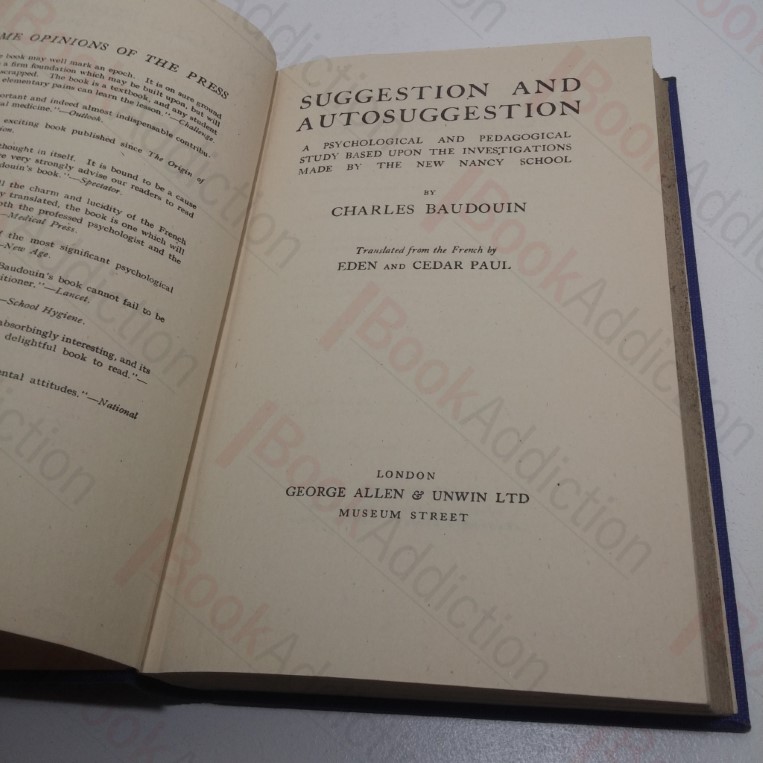 ME OPINIONS OF THE PRESS
book may well mark an epoch. It is on sure ground
a firm foundation which may be built upon, but will
scrapped. The book is a textbook, and any student
elementary pains can learn the lesson."—Challenge.
ortant and indeed almost indispensable contribu-
al medicine."—Outlook.
exciting book published since The Origin of
thought in itself. It is bound to be a cause
e very strongly advise our readers to read
douin's book."—Spectator.
ll the charm and lucidity of the French
y translated, the book is one which will
oth the professed psychologist and the
—Medical Press.
f the most significant psychological
—New Age.
Baudouin's book cannot fail to be
itioner."—Lancet.
—School Hygiene.
absorbingly interesting, and its
delightful book to read."—
ental attitudes."—National
SUGGESTION AND
AUTOSUGGESTION
A PSYCHOLOGICAL AND PEDAGOGICAL
STUDY BASED UPON THE INVESTIGATIONS
MADE BY THE NEW NANCY SCHOOL
BY
CHARLES BAUDOUIN
Translated from the French by
EDEN AND CEDAR PAUL
LONDON
GEORGE ALLEN & UNWIN LTD
MUSEUM STREET
BookAddiction